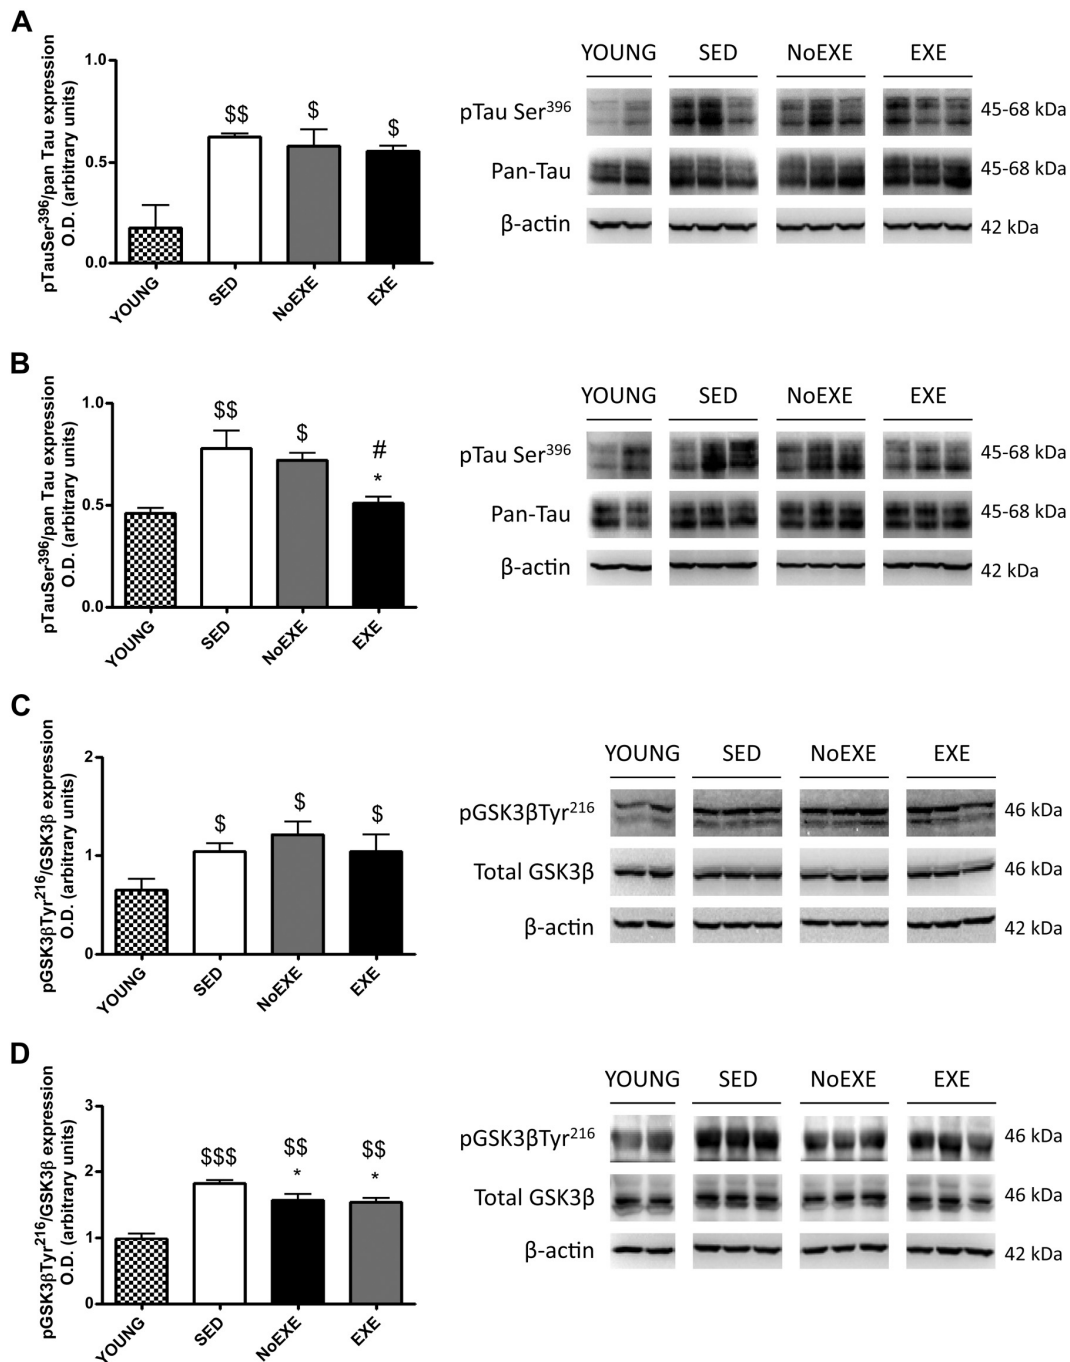 A
pTauSer396/pan Tau expression
O.D. (arbitrary units)
1.0
0.5
0.0
$$
$
$
YOUNG
SED
NoEXE
EXE
YOUNG SED NoEXE EXE
pTau Ser396 45-68 kDa
Pan-Tau 45-68 kDa
β-actin 42 kDa
B
pTauSer396/pan Tau expression
O.D. (arbitrary units)
1.0
0.5
0.0
$$
$
#
*
YOUNG
SED
NoEXE
EXE
YOUNG SED NoEXE EXE
pTau Ser396 45-68 kDa
Pan-Tau 45-68 kDa
β-actin 42 kDa
C
pGSK3βTyr216/GSK3β expression
O.D. (arbitrary units)
2
1
0
$
$
$
YOUNG
SED
NoEXE
EXE
YOUNG SED NoEXE EXE
pGSK3βTyr216 46 kDa
Total GSK3β 46 kDa
β-actin 42 kDa
D
pGSK3βTyr216/GSK3β expression
O.D. (arbitrary units)
3
2
1
0
$$$
$$
*
$$
*
YOUNG
SED
NoEXE
EXE
YOUNG SED NoEXE EXE
pGSK3βTyr216 46 kDa
Total GSK3β 46 kDa
β-actin 42 kDa